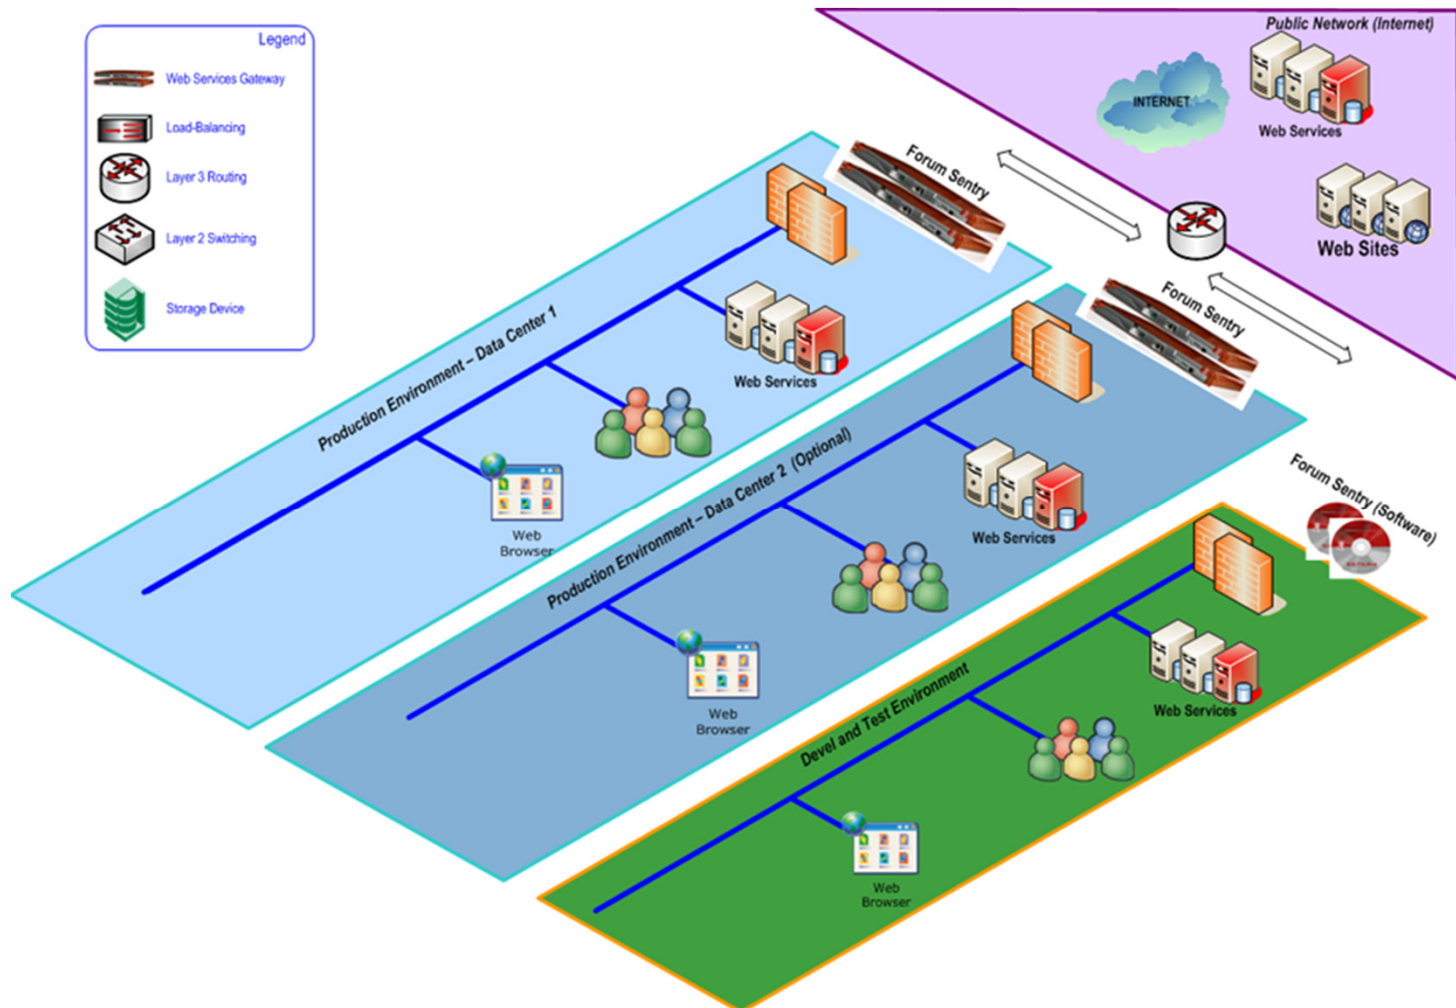 Legend
Web Services Gateway
Load-Balancing
Layer 3 Routing
Layer 2 Switching
Storage Device
Public Network (Internet)
INTERNET
Web Services
Web Sites
Forum Sentry
Production Environment – Data Center 1
Web Services
Web
Browser
Forum Sentry
Production Environment – Data Center 2 (Optional)
Web Services
Web
Browser
Forum Sentry (Software)
Devel and Test Environment
Web Services
Web
Browser